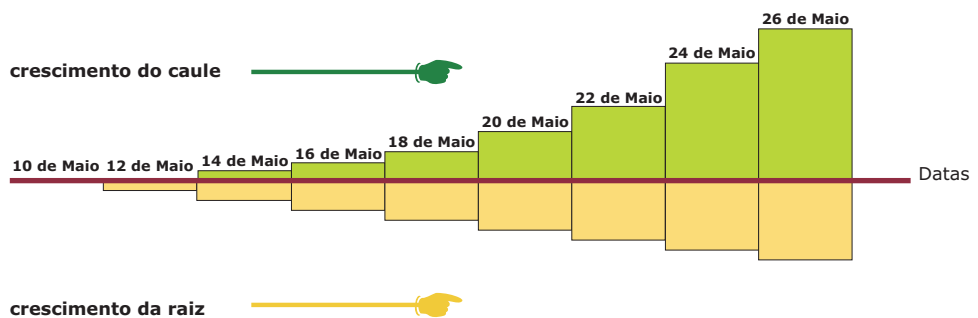 26 de Maio
24 de Maio
crescimento do caule
22 de Maio
20 de Maio
18 de Maio
16 de Maio
14 de Maio
10 de Maio 12 de Maio
Datas
crescimento da raiz